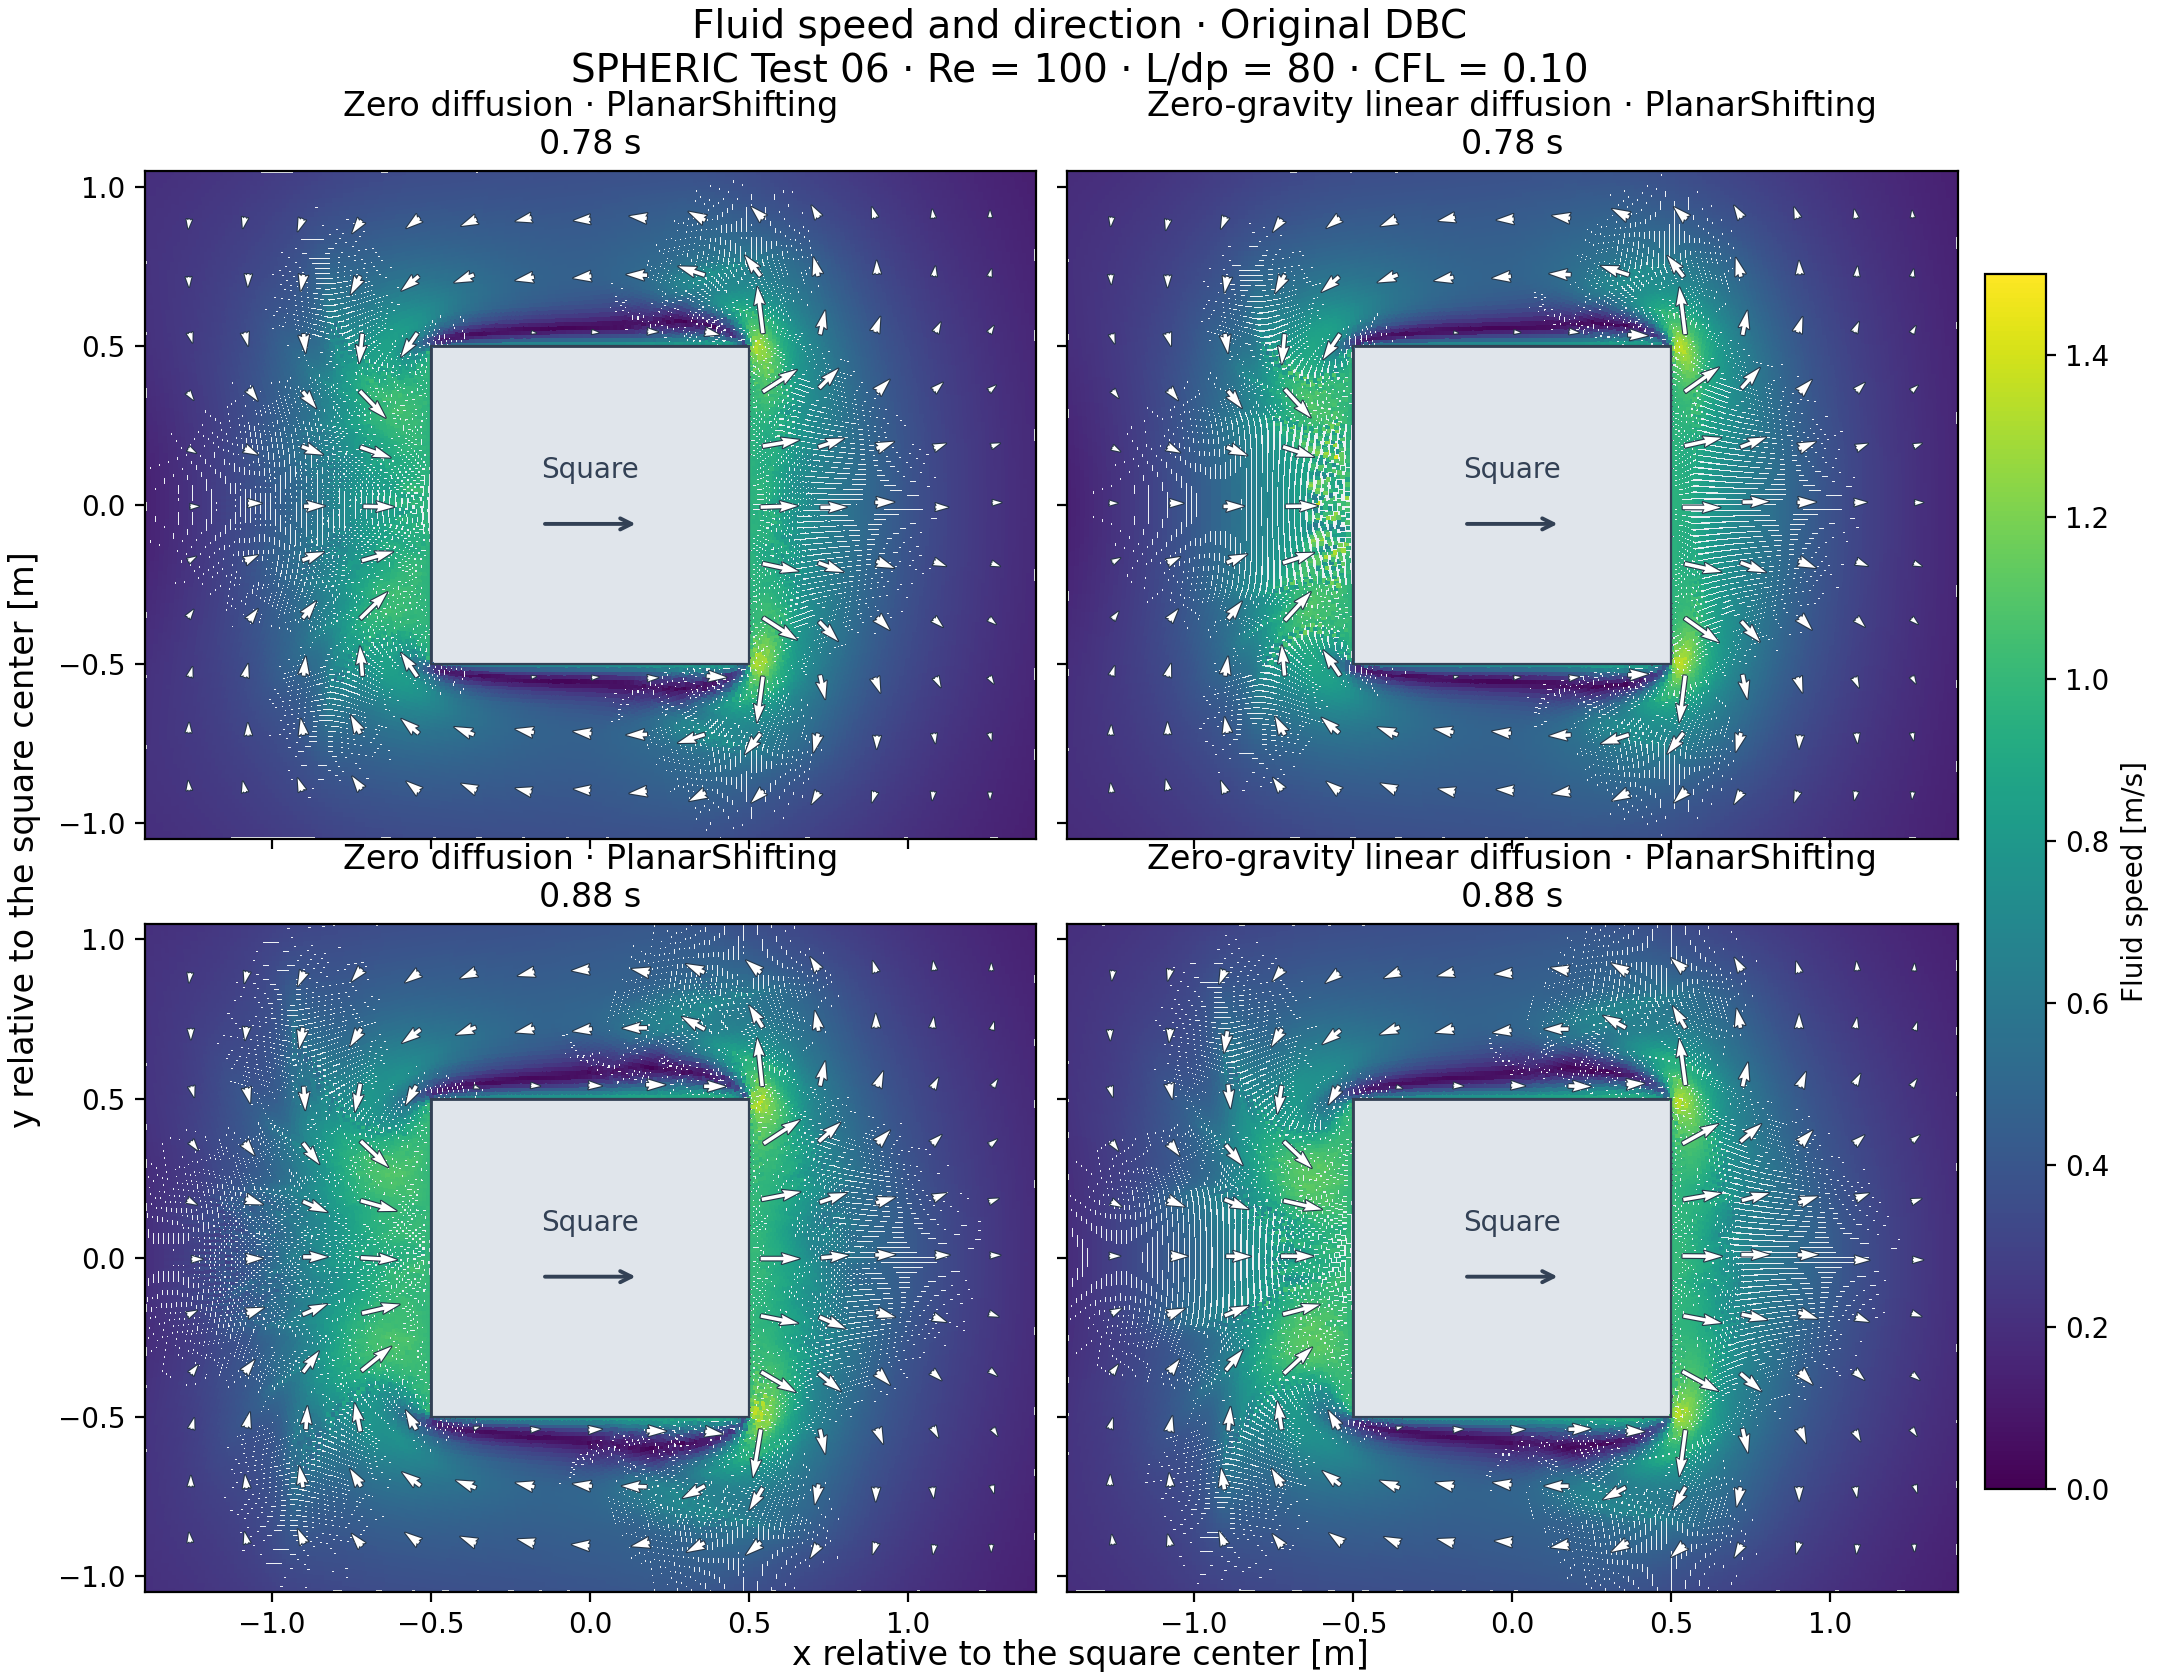 Fluid speed and direction · Original DBC
SPHERIC Test 06 · Re = 100 · L/dp = 80 · CFL = 0.10
Zero diffusion · PlanarShifting
0.78 s
Zero-gravity linear diffusion · PlanarShifting
0.78 s
1.0
0.5
0.0
−0.5
−1.0
Square
Square
Zero diffusion · PlanarShifting
0.88 s
Zero-gravity linear diffusion · PlanarShifting
0.88 s
1.0
0.5
0.0
−0.5
−1.0
Square
Square
−1.0
−0.5
0.0
0.5
1.0
−1.0
−0.5
0.0
0.5
1.0
x relative to the square center [m]
y relative to the square center [m]
1.4
1.2
1.0
0.8
0.6
0.4
0.2
0.0
Fluid speed [m/s]